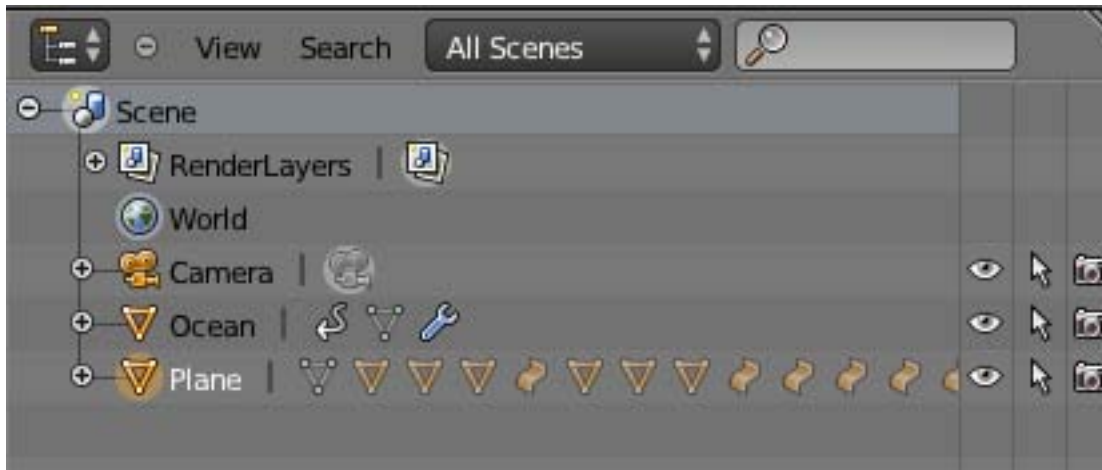 View Search All Scenes
Scene
RenderLayers
World
Camera
Ocean
Plane